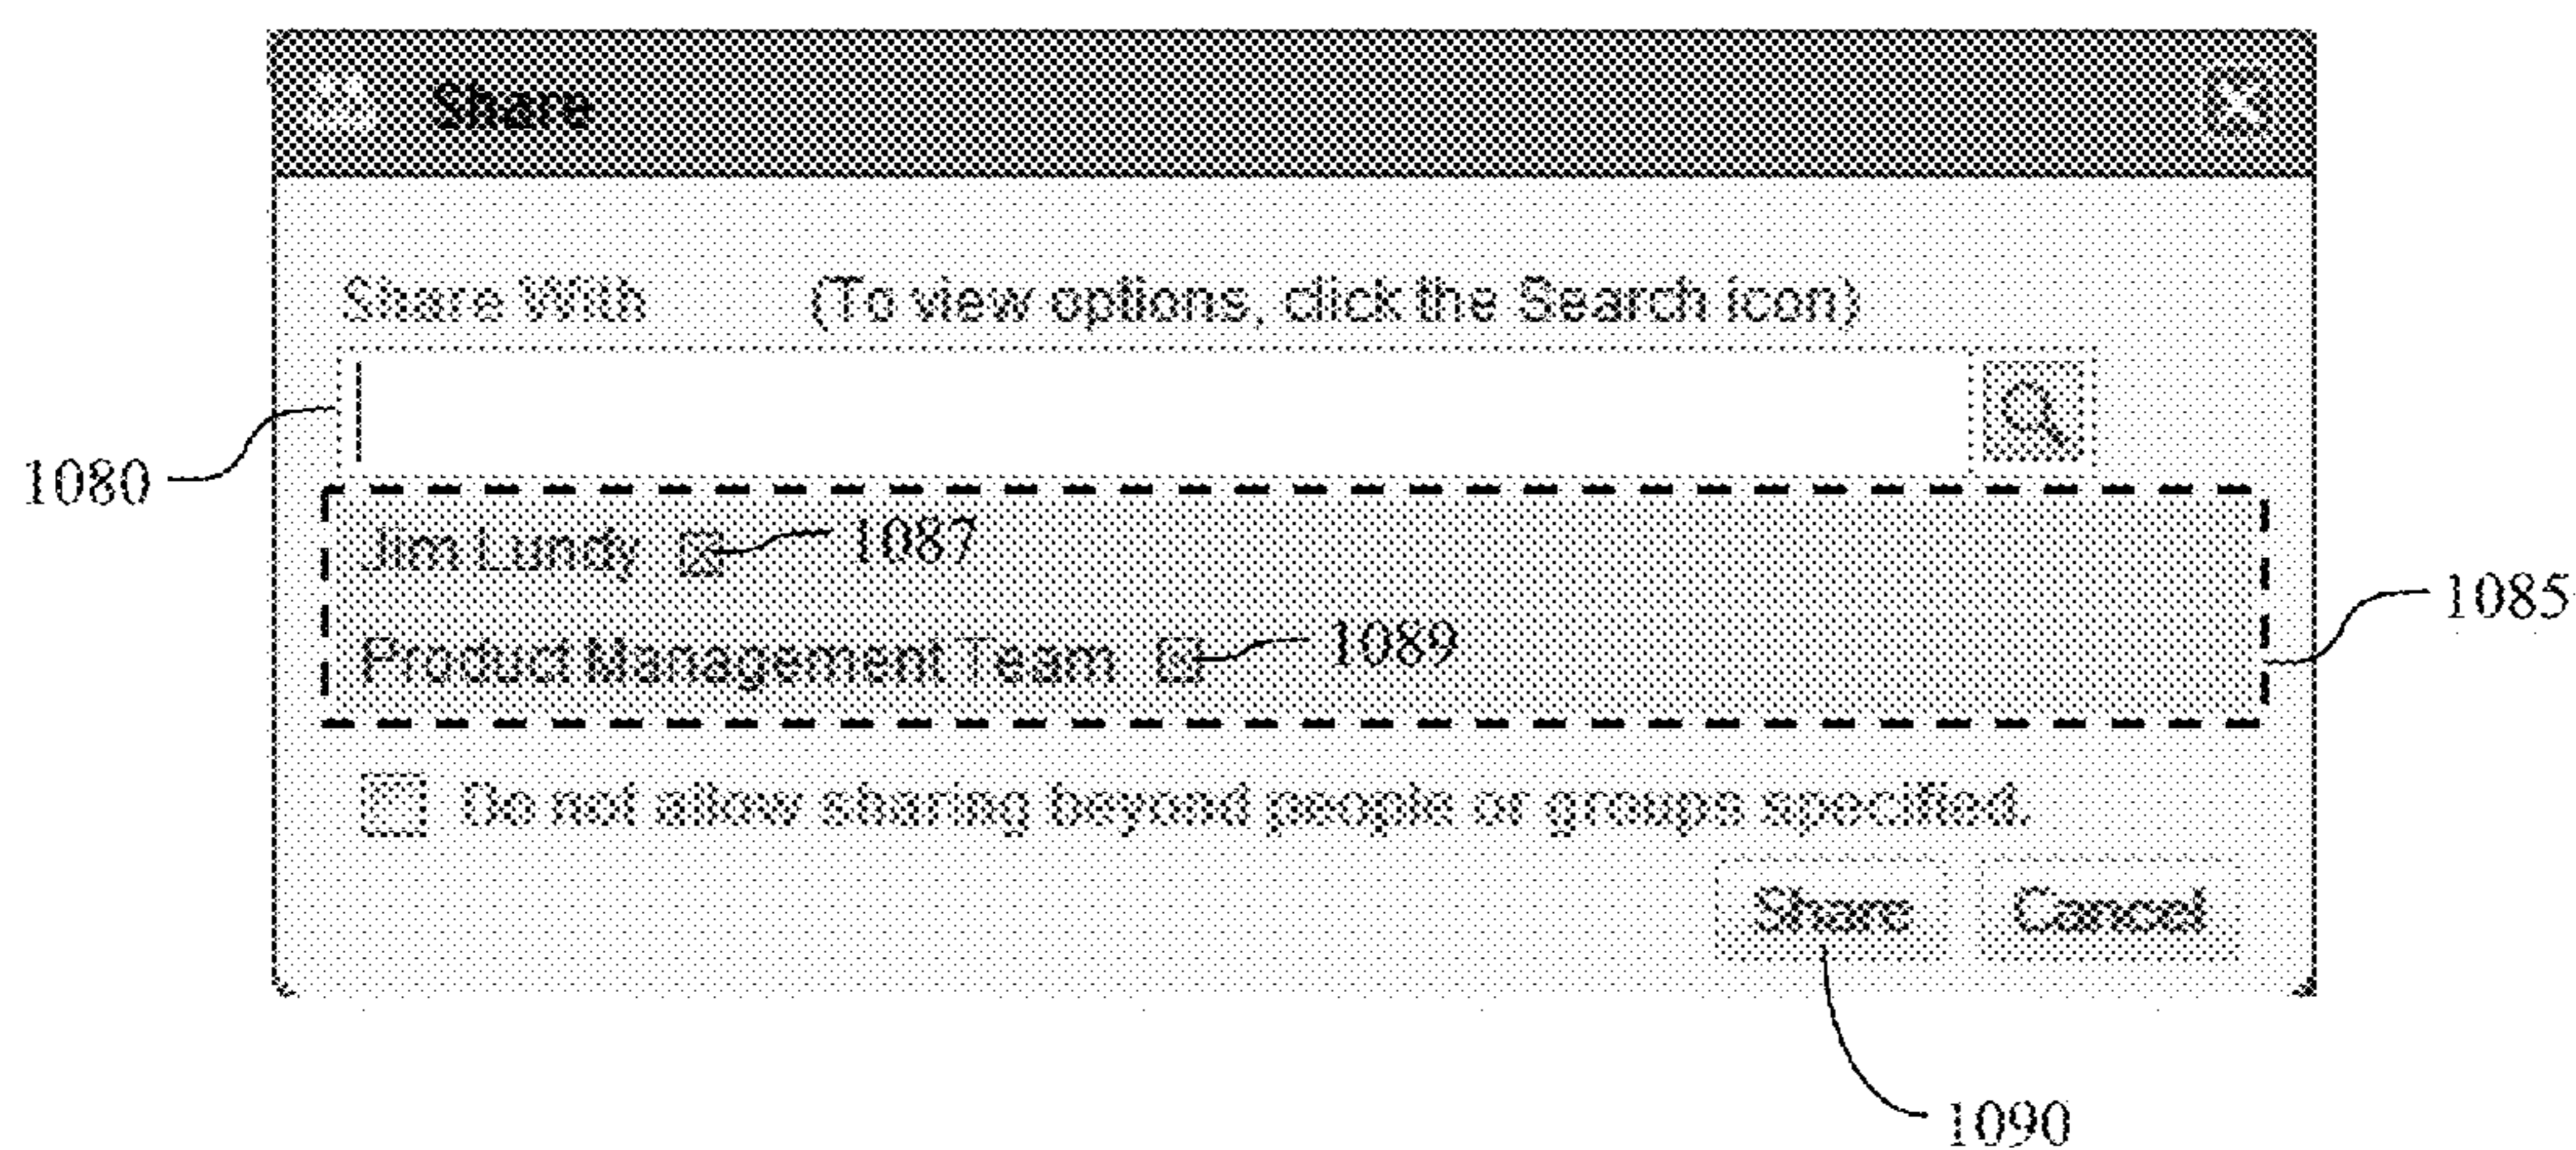 Share
Share With (To view options, click the Search icon)
1080
Jim Lundy 1087
1085
Product Management Team 1089
Do not allow sharing beyond people or groups specified.
Share Cancel
1090